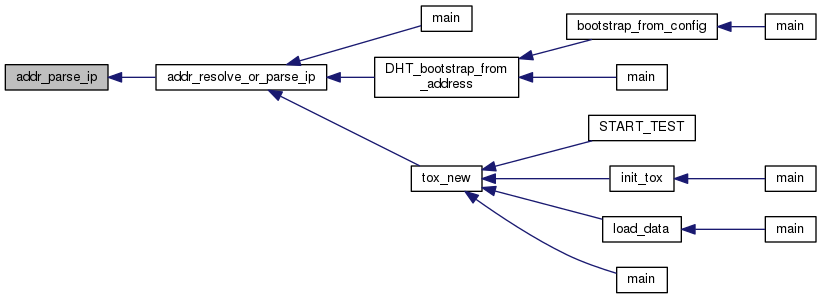 main
bootstrap_from_config
main
addr_parse_ip
addr_resolve_or_parse_ip
DHT_bootstrap_from
_address
main
START_TEST
tox_new
init_tox
main
load_data
main
main